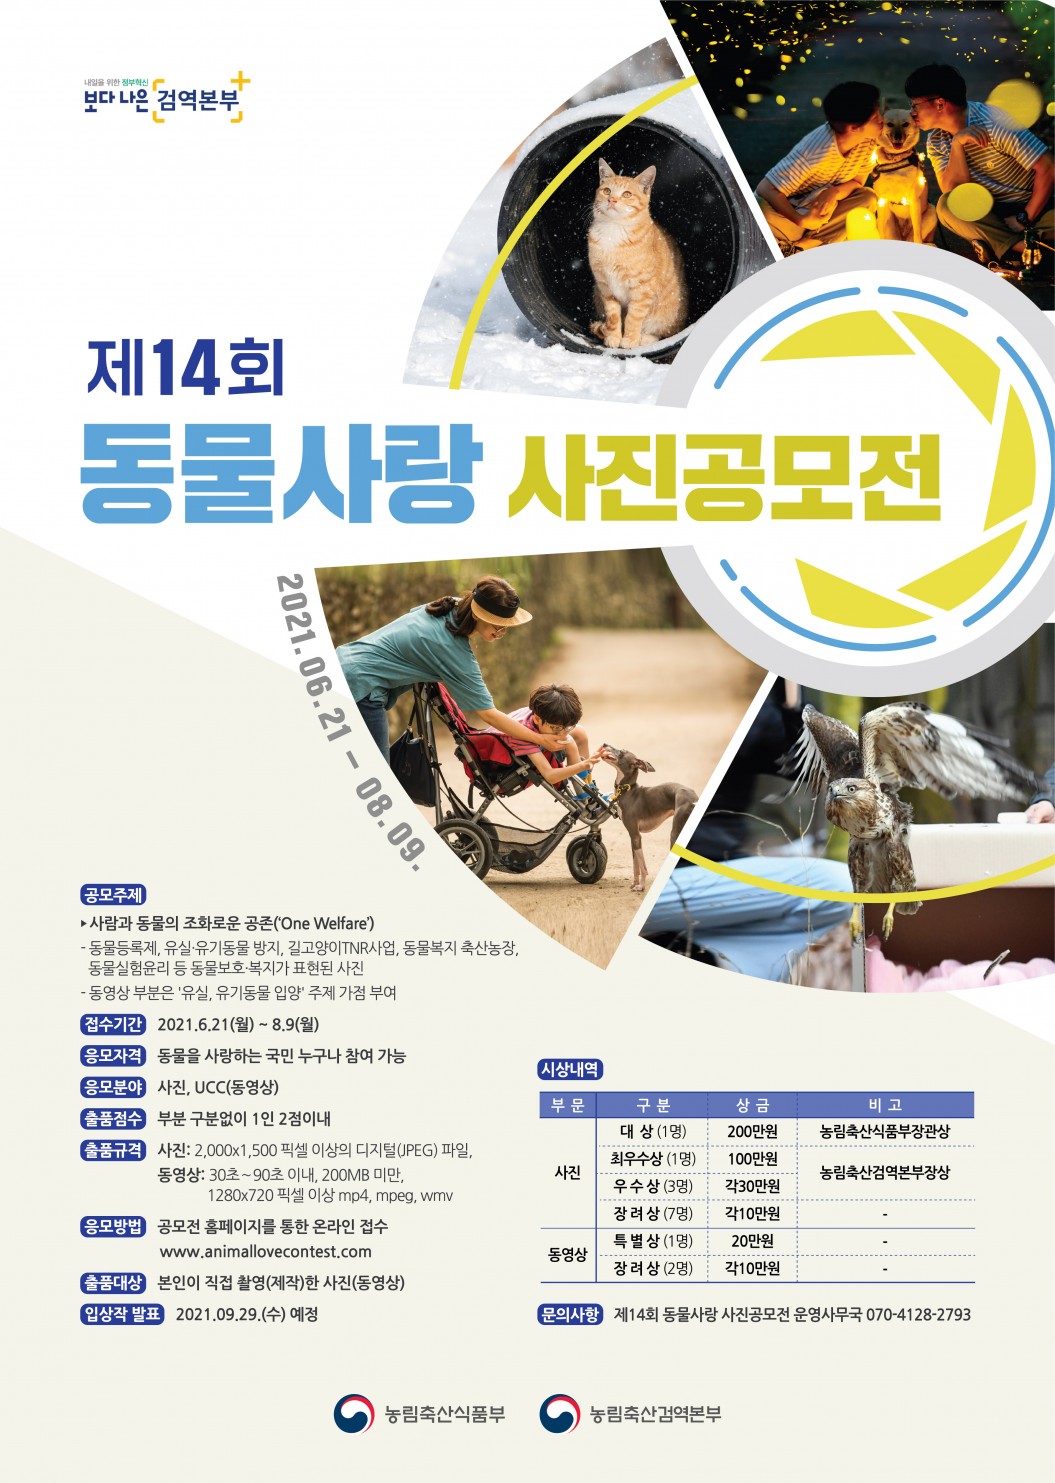 내일을 위한 정부혁신
보다 나은 검역본부
제14회
동물사랑 사진공모전
2021.06.21 – 08.09.
공모주제
▸사람과 동물의 조화로운 공존('One Welfare')
- 동물등록제, 유실·유기동물 방지, 길고양이TNR사업, 동물복지 축산농장,
동물실험윤리 등 동물보호·복지가 표현된 사진
- 동영상 부분은 '유실, 유기동물 입양' 주제 가점 부여
접수기간 2021.6.21(월) ~ 8.9(월)
응모자격 동물을 사랑하는 국민 누구나 참여 가능
응모분야 사진, UCC(동영상)
출품점수 부분 구분없이 1인 2점이내
출품규격 사진: 2,000x1,500 픽셀 이상의 디지털(JPEG) 파일,
동영상: 30초~90초 이내, 200MB 미만,
1280x720 픽셀 이상 mp4, mpeg, wmv
응모방법 공모전 홈페이지를 통한 온라인 접수
www.animallovecontest.com
출품대상 본인이 직접 촬영(제작)한 사진(동영상)
입상작 발표 2021.09.29.(수) 예정
시상내역
부 문 구 분 상 금 비 고
사진
대 상 (1명) 200만원 농림축산식품부장관상
최우수상 (1명) 100만원
농림축산검역본부장상
우 수 상 (3명) 각30만원
장 려 상 (7명) 각10만원 -
동영상
특 별 상 (1명) 20만원 -
장 려 상 (2명) 각10만원 -
문의사항 제14회 동물사랑 사진공모전 운영사무국 070-4128-2793
농림축산식품부 농림축산검역본부